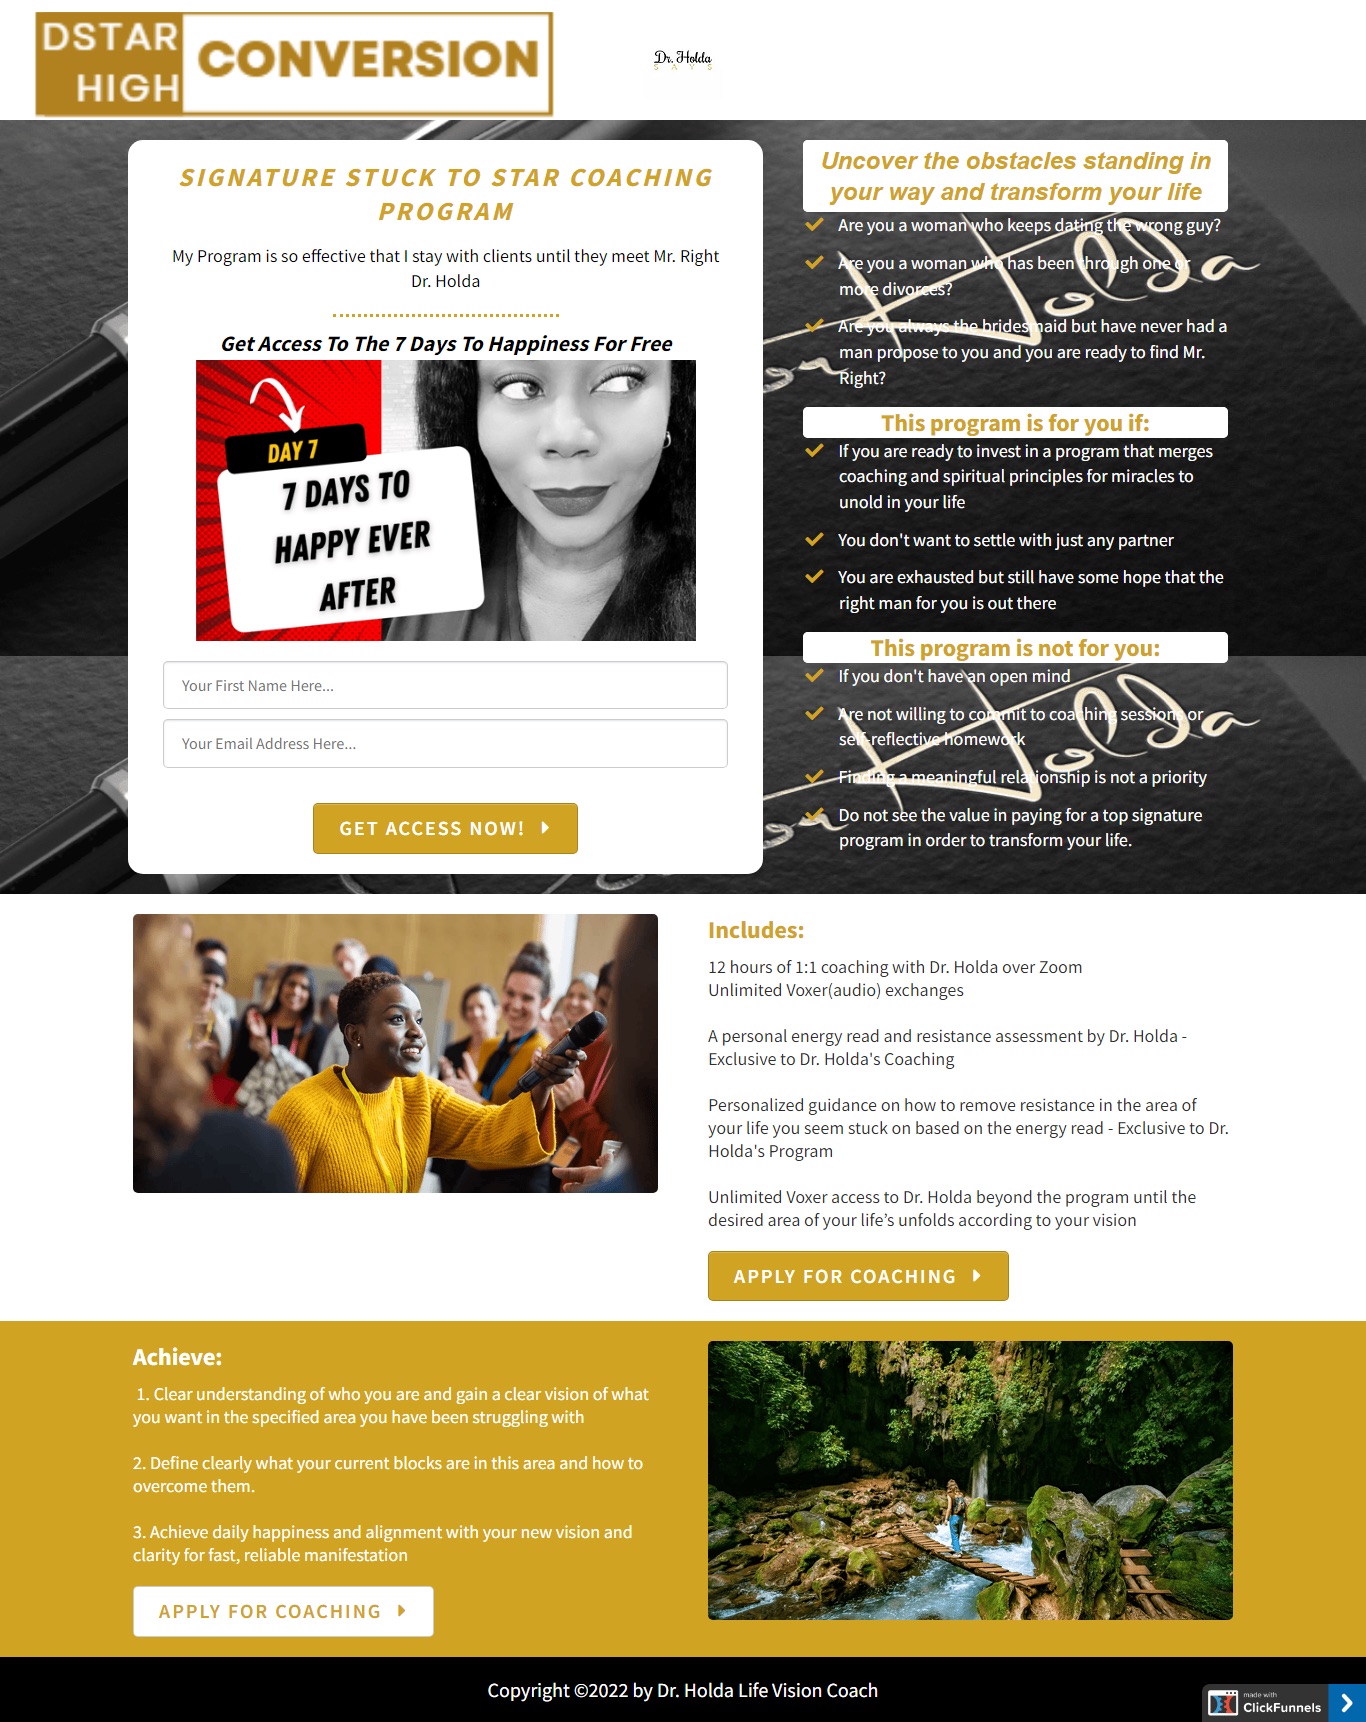 DSTAR
HIGH
CONVERSION
Dr. Holda
SAYS
SIGNATURE STUCK TO STAR COACHING
PROGRAM
My Program is so effective that I stay with clients until they meet Mr. Right
Dr. Holda
Get Access To The 7 Days To Happiness For Free
DAY 7
7 DAYS TO
HAPPY EVER
AFTER
Your First Name Here...
Your Email Address Here...
GET ACCESS NOW!
Uncover the obstacles standing in
your way and transform your life
Are you a woman who keeps dating the wrong guy?
Are you a woman who has been through one or
more divorces?
Are you always the bridesmaid but have never had a
man propose to you and you are ready to find Mr.
Right?
This program is for you if:
If you are ready to invest in a program that merges
coaching and spiritual principles for miracles to
unold in your life
You don't want to settle with just any partner
You are exhausted but still have some hope that the
right man for you is out there
This program is not for you:
If you don't have an open mind
Are not willing to commit to coaching sessions or
self-reflective homework
Finding a meaningful relationship is not a priority
Do not see the value in paying for a top signature
program in order to transform your life.
Holda
Holda
Includes:
12 hours of 1:1 coaching with Dr. Holda over Zoom
Unlimited Voxer(audio) exchanges
A personal energy read and resistance assessment by Dr. Holda -
Exclusive to Dr. Holda's Coaching
Personalized guidance on how to remove resistance in the area of
your life you seem stuck on based on the energy read - Exclusive to Dr.
Holda's Program
Unlimited Voxer access to Dr. Holda beyond the program until the
desired area of your life’s unfolds according to your vision
APPLY FOR COACHING
Achieve:
1. Clear understanding of who you are and gain a clear vision of what
you want in the specified area you have been struggling with
2. Define clearly what your current blocks are in this area and how to
overcome them.
3. Achieve daily happiness and alignment with your new vision and
clarity for fast, reliable manifestation
APPLY FOR COACHING
Copyright ©2022 by Dr. Holda Life Vision Coach
made with
ClickFunnels